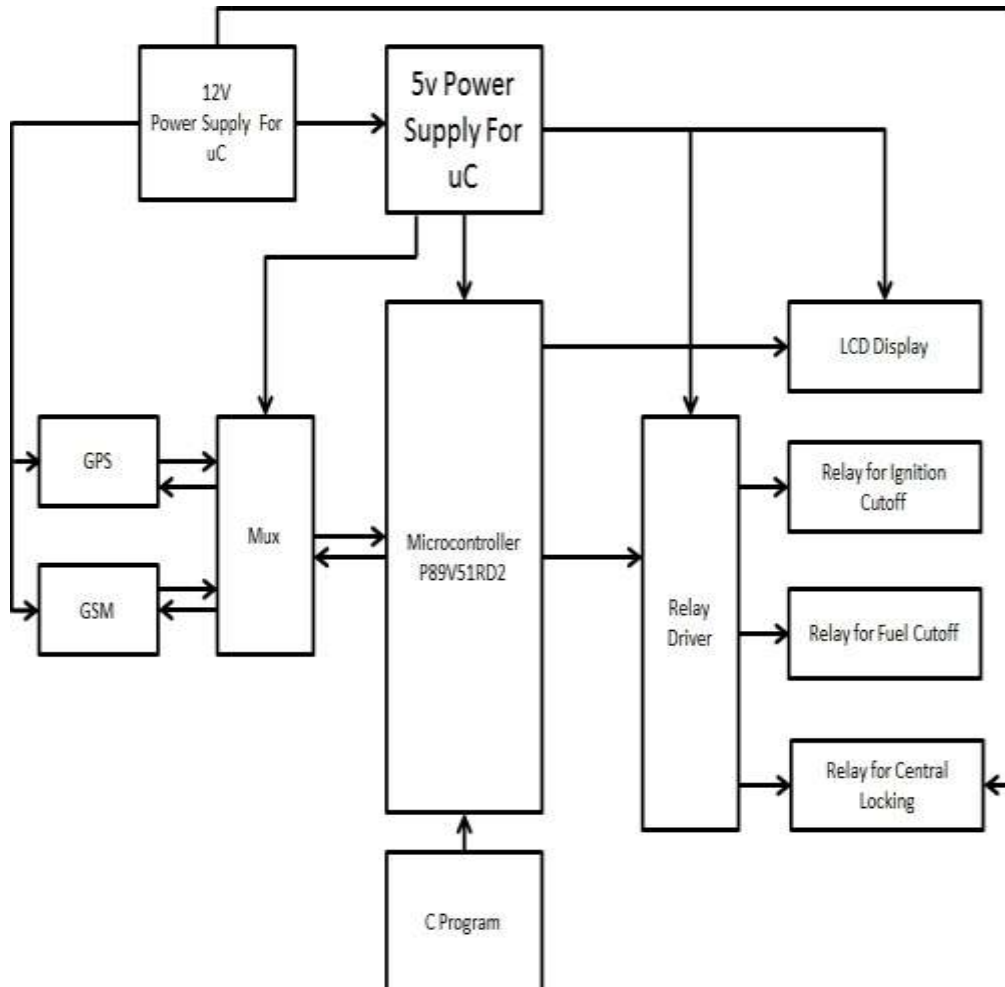 12V
Power Supply For
uC
5v Power
Supply For
uC
LCD Display
GPS
Mux
Relay for Ignition
Cutoff
Microcontroller
P89V51RD2
GSM
Relay
Driver
Relay for Fuel Cutoff
Relay for Central
Locking
C Program